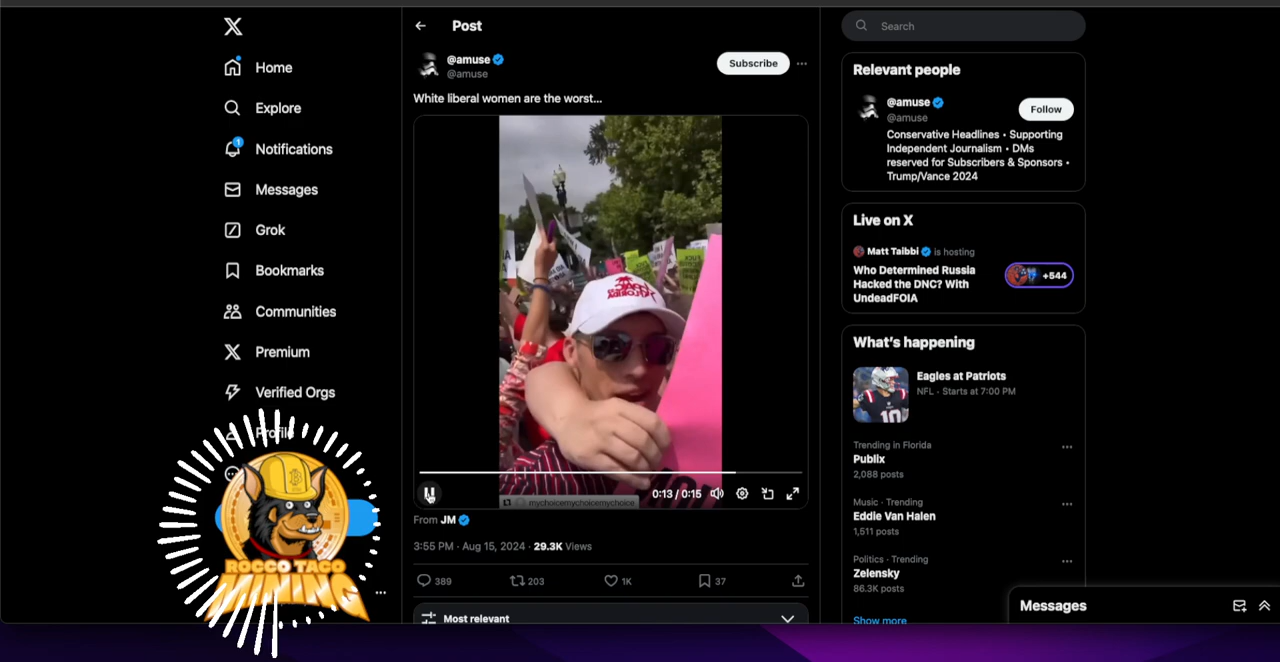 Home
Explore
1
Notifications
Messages
Grok
Bookmarks
Communities
Premium
Verified Orgs
Profile
ROCCO TACO
MINING
Post
@amuse
@amuse
Subscribe
White liberal women are the worst...
mychoicemychoicemychoice
0:13 / 0:15
From JM
3:55 PM · Aug 15, 2024 · 29.3K Views
389
203
1K
37
Most relevant
Search
Relevant people
@amuse
@amuse
Follow
Conservative Headlines • Supporting
Independent Journalism • DMs
reserved for Subscribers & Sponsors •
Trump/Vance 2024
Live on X
Matt Taibbi is hosting
Who Determined Russia
Hacked the DNC? With
UndeadFOIA
+544
What's happening
Eagles at Patriots
NFL · Starts at 7:00 PM
10
Trending in Florida
Publix
2,088 posts
Music · Trending
Eddie Van Halen
1,511 posts
Politics · Trending
Zelensky
86.3K posts
Show more
Messages